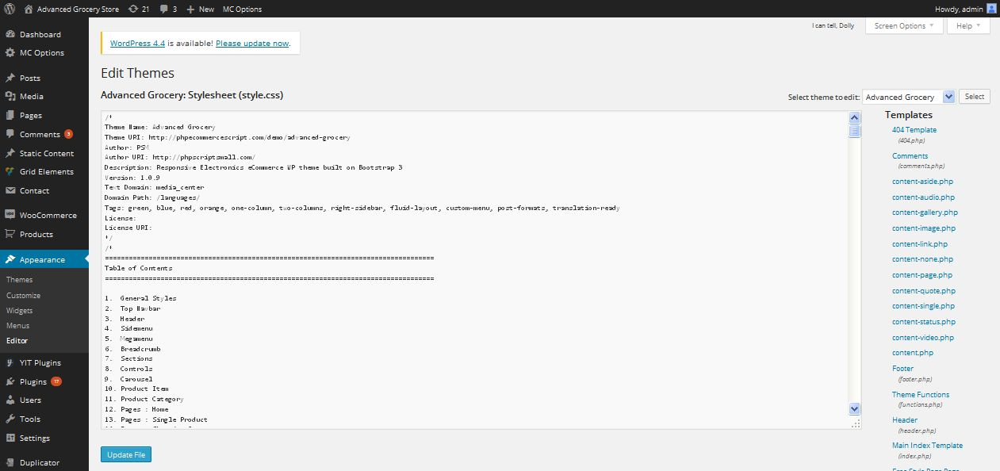 Advanced Grocery Store 21 3 New MC Options Howdy, admin
I can tell, Dolly Screen Options Help
Dashboard
MC Options
Posts
Media
Pages
Comments 3
Static Content
Grid Elements
Contact
WooCommerce
Products
Appearance
Themes
Customize
Widgets
Menus
Editor
YIT Plugins
Plugins 17
Users
Tools
Settings
Duplicator
WordPress 4.4 is available! Please update now.
Edit Themes
Advanced Grocery: Stylesheet (style.css)
Select theme to edit: Advanced Grocery Select
/*
Theme Name: Advanced Grocery
Theme URI: http://phpecommercescript.com/demo/advanced-grocery
Author: PSM
Author URI: http://phpscriptsmall.com/
Description: Responsive Electronics eCommerce WP theme built on Bootstrap 3
Version: 1.0.9
Text Domain: media_center
Domain Path: /languages/
Tags: green, blue, red, orange, one-column, two-columns, right-sidebar, fluid-layout, custom-menu, post-formats, translation-ready
License:
License URI:
*/
/*
===================================================================================
Table of Contents
===================================================================================
1. General Styles
2. Top Navbar
3. Header
4. Sidemenu
5. Megamenu
6. Breadcrumb
7. Sections
8. Controls
9. Carousel
10. Product Item
11. Product Category
12. Pages : Home
13. Pages : Single Product
Update File
Templates
404 Template
(404.php)
Comments
(comments.php)
content-aside.php
content-audio.php
content-gallery.php
content-image.php
content-link.php
content-none.php
content-page.php
content-quote.php
content-single.php
content-status.php
content-video.php
content.php
Footer
(footer.php)
Theme Functions
(functions.php)
Header
(header.php)
Main Index Template
(index.php)